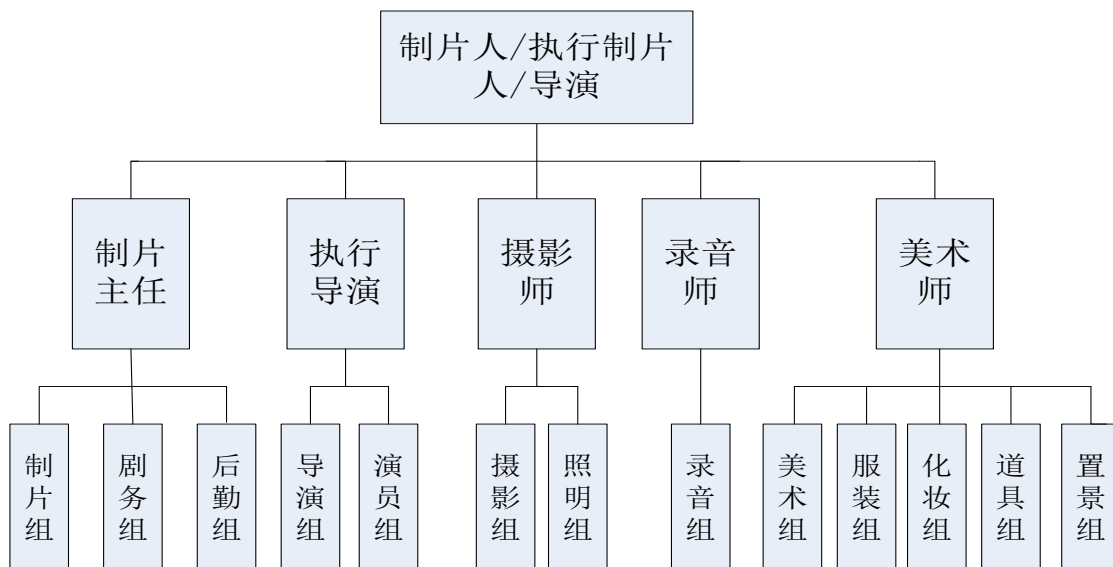 制片人/执行制片
人/导演
制片
主任
执行
导演
摄影
师
录音
师
美术
师
制片组
剧务组
后勤组
导演组
演员组
摄影组
照明组
录音组
美术组
服装组
化妆组
道具组
置景组